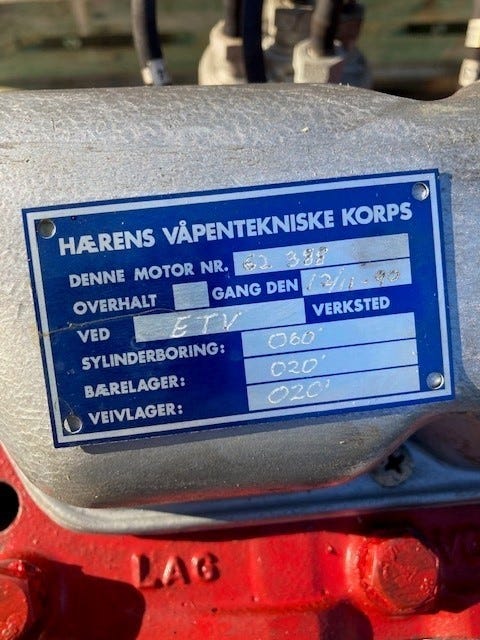 HÆRENS VÅPENTEKNISKE KORPS
DENNE MOTOR NR. 62 388
OVERHALT GANG DEN 12/11-90
VED ETV VERKSTED
SYLINDERBORING: 060'
BÆRELAGER: 020'
VEIVLAGER: 020'
LA6